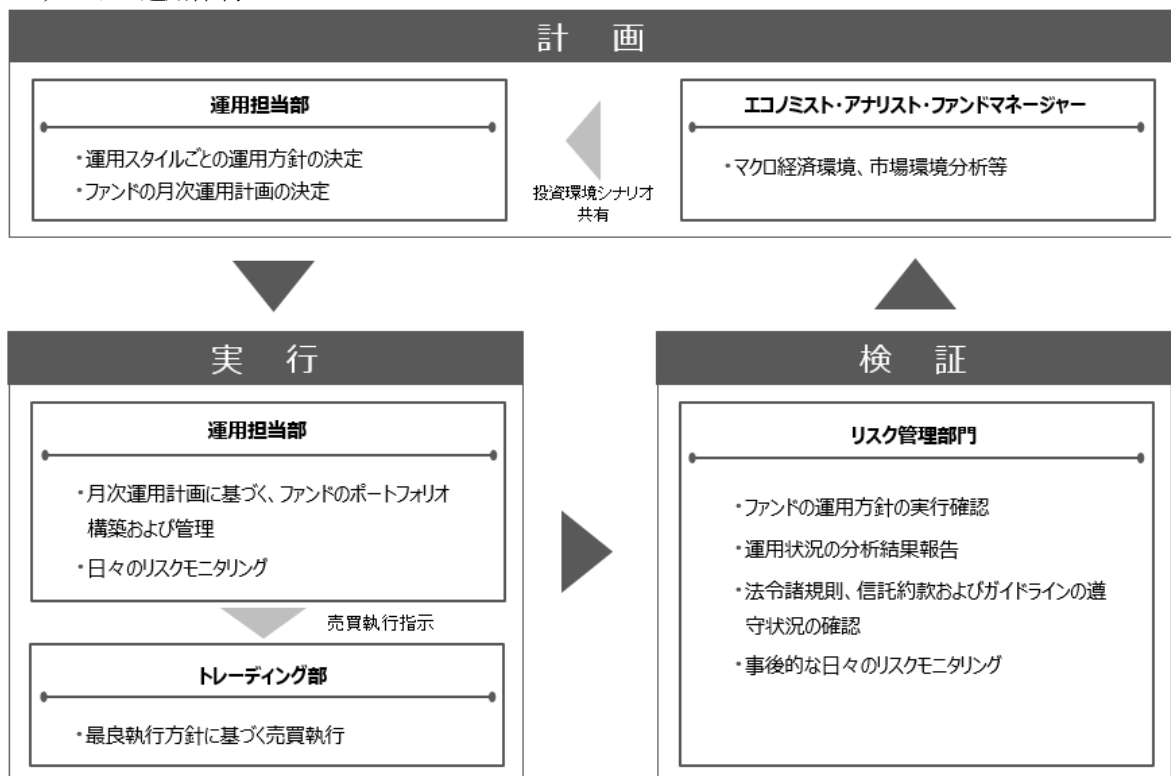 計 画
運用担当部
・運用スタイルごとの運用方針の決定
・ファンドの月次運用計画の決定
投資環境シナリオ
共有
エコノミスト・アナリスト・ファンドマネージャー
・マクロ経済環境、市場環境分析等
実 行
運用担当部
・月次運用計画に基づく、ファンドのポートフォリオ
構築および管理
・日々のリスクモニタリング
売買執行指示
トレーディング部
・最良執行方針に基づく売買執行
検 証
リスク管理部門
・ファンドの運用方針の実行確認
・運用状況の分析結果報告
・法令諸規則、信託約款およびガイドラインの遵
守状況の確認
・事後的な日々のリスクモニタリング